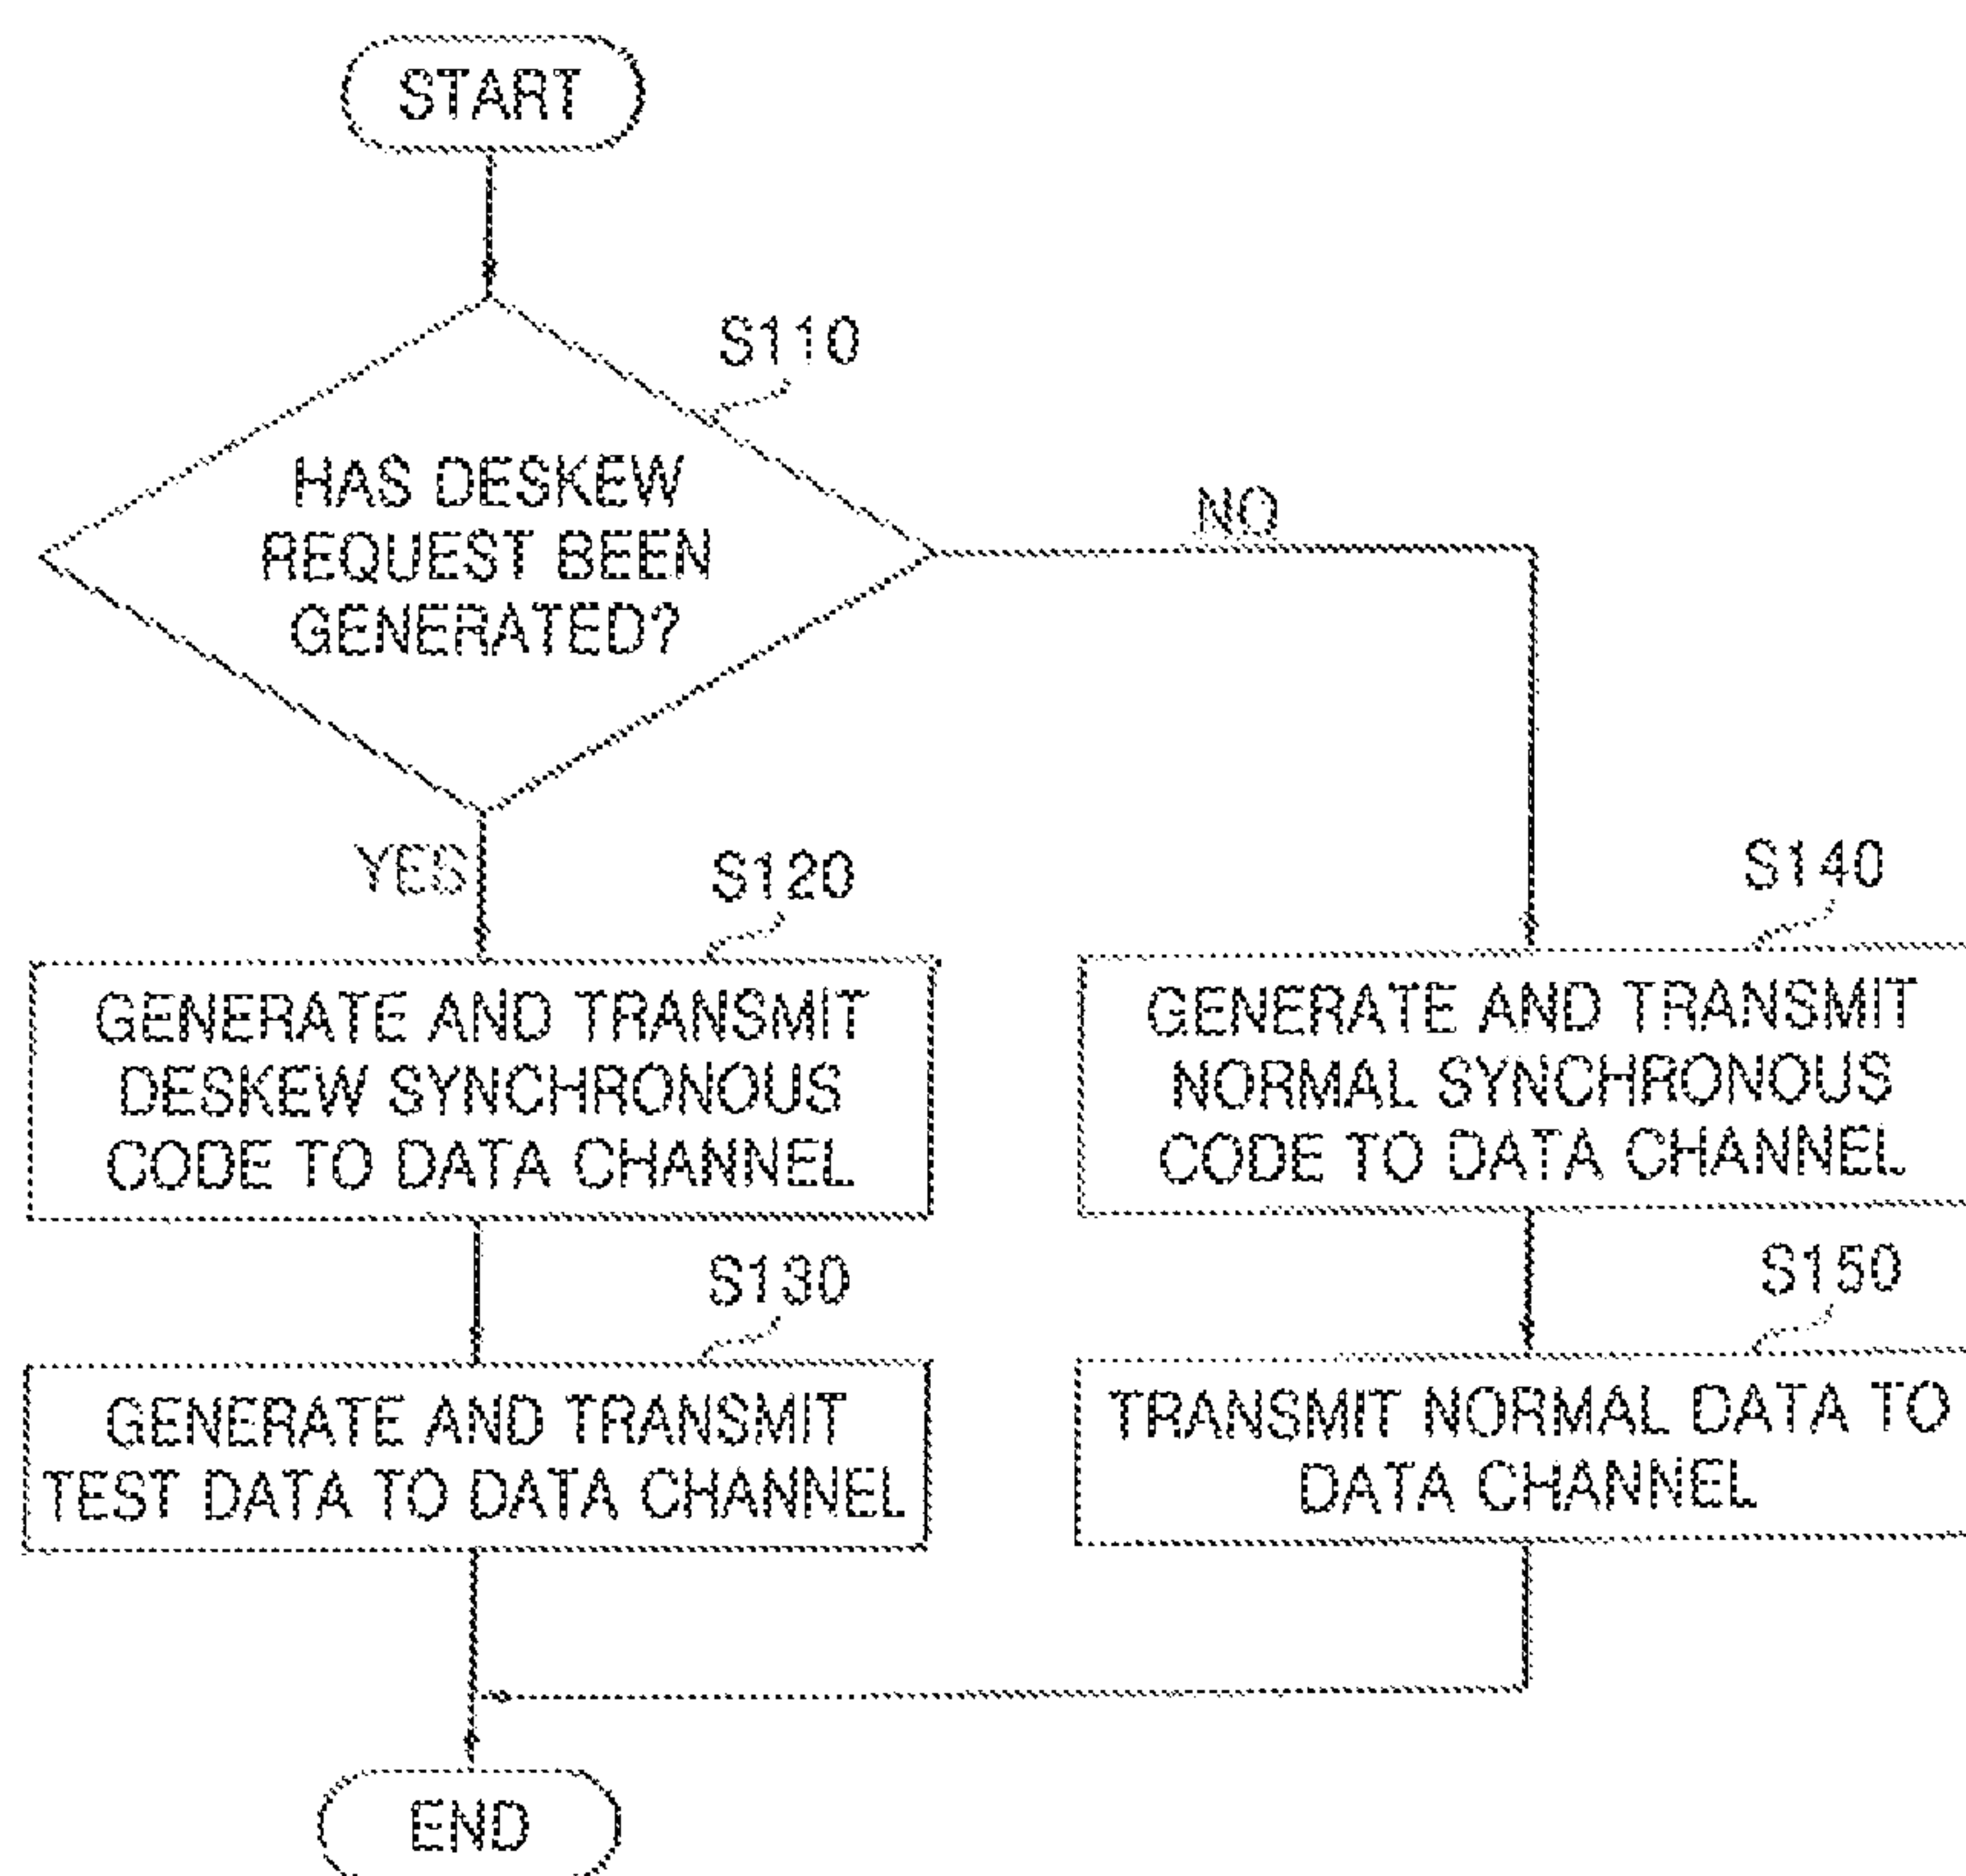 START
S110
HAS DESKEW
REQUEST BEEN
GENERATED?
NO
YES
S120
GENERATE AND TRANSMIT
DESKEW SYNCHRONOUS
CODE TO DATA CHANNEL
S130
GENERATE AND TRANSMIT
TEST DATA TO DATA CHANNEL
S140
GENERATE AND TRANSMIT
NORMAL SYNCHRONOUS
CODE TO DATA CHANNEL
S150
TRANSMIT NORMAL DATA TO
DATA CHANNEL
END